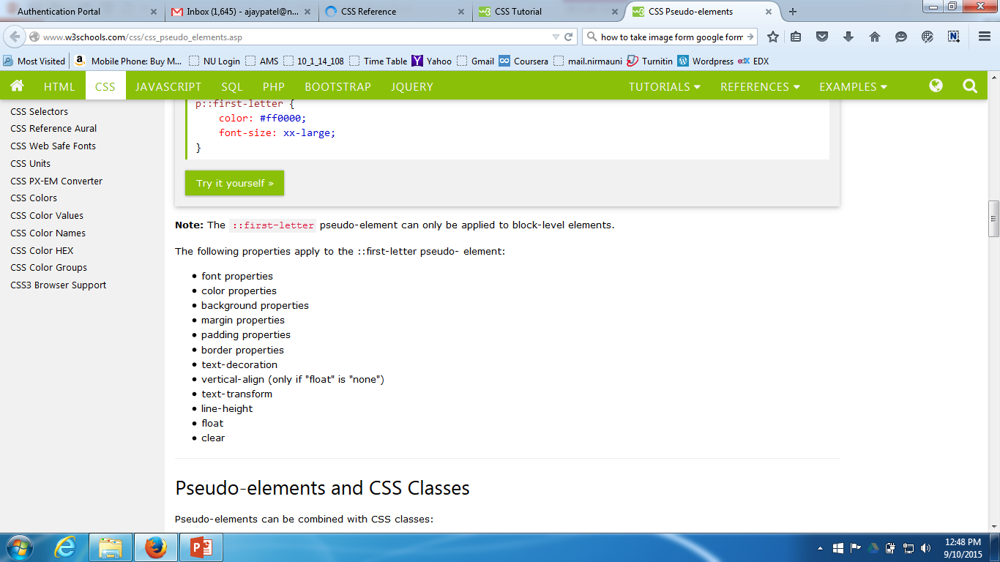 Authentication Portal
Inbox (1,645) - ajaypatel@n...
CSS Reference
CSS Tutorial
CSS Pseudo-elements
www.w3schools.com/css/css_pseudo_elements.asp
how to take image form google form
Most Visited
Mobile Phone: Buy M...
NU Login
AMS
10_1_14_108
Time Table
Yahoo
Gmail
Coursera
mail.nirmauni
Turnitin
Wordpress
EDX
HTML
CSS
JAVASCRIPT
SQL
PHP
BOOTSTRAP
JQUERY
TUTORIALS
REFERENCES
EXAMPLES
CSS Selectors
CSS Reference Aural
CSS Web Safe Fonts
CSS Units
CSS PX-EM Converter
CSS Colors
CSS Color Values
CSS Color Names
CSS Color HEX
CSS Color Groups
CSS3 Browser Support
p::first-letter {
color: #ff0000;
font-size: xx-large;
}
Try it yourself »
Note: The ::first-letter pseudo-element can only be applied to block-level elements.
The following properties apply to the ::first-letter pseudo- element:
• font properties
• color properties
• background properties
• margin properties
• padding properties
• border properties
• text-decoration
• vertical-align (only if "float" is "none")
• text-transform
• line-height
• float
• clear
Pseudo-elements and CSS Classes
Pseudo-elements can be combined with CSS classes:
12:48 PM
9/10/2015